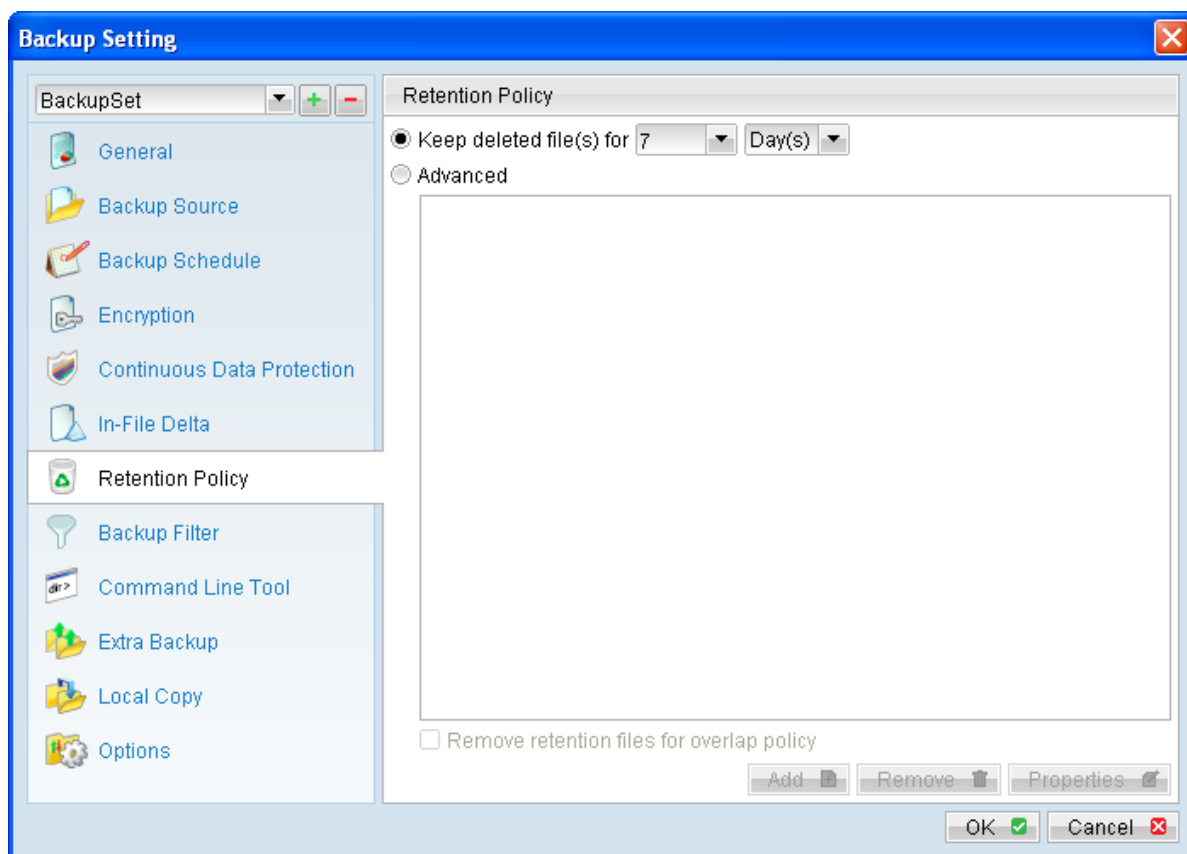 Backup Setting
BackupSet
General
Backup Source
Backup Schedule
Encryption
Continuous Data Protection
In-File Delta
Retention Policy
Backup Filter
dir>
Command Line Tool
Extra Backup
Local Copy
Options
Retention Policy
Keep deleted file(s) for 7 Day(s)
Advanced
Remove retention files for overlap policy
Add Remove Properties
OK Cancel